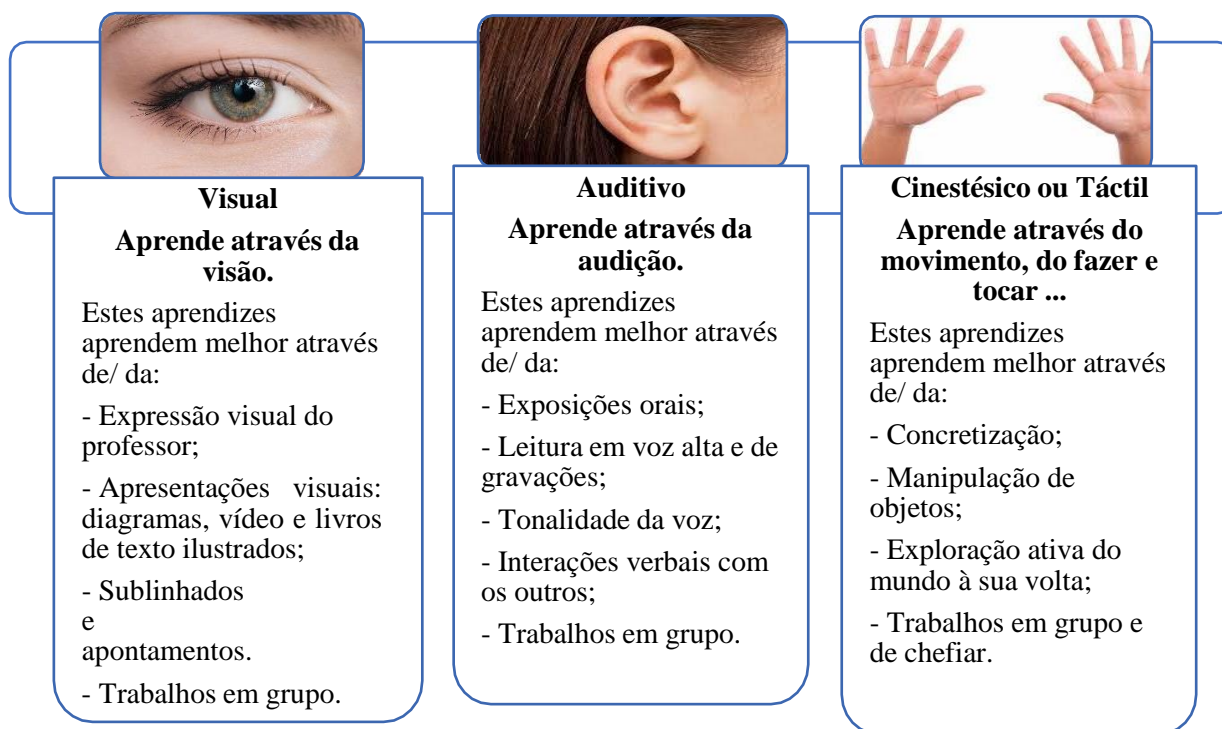 Visual
Aprende através da
visão.
Estes aprendizes
aprendem melhor através
de/ da:
- Expressão visual do
professor;
- Apresentações visuais:
diagramas, vídeo e livros
de texto ilustrados;
- Sublinhados
e
apontamentos.
- Trabalhos em grupo.
Auditivo
Aprende através da
audição.
Estes aprendizes
aprendem melhor através
de/ da:
- Exposições orais;
- Leitura em voz alta e de
gravações;
- Tonalidade da voz;
- Interações verbais com
os outros;
- Trabalhos em grupo.
Cinestésico ou Táctil
Aprende através do
movimento, do fazer e
tocar ...
Estes aprendizes
aprendem melhor através
de/ da:
- Concretização;
- Manipulação de
objetos;
- Exploração ativa do
mundo à sua volta;
- Trabalhos em grupo e
de chefiar.